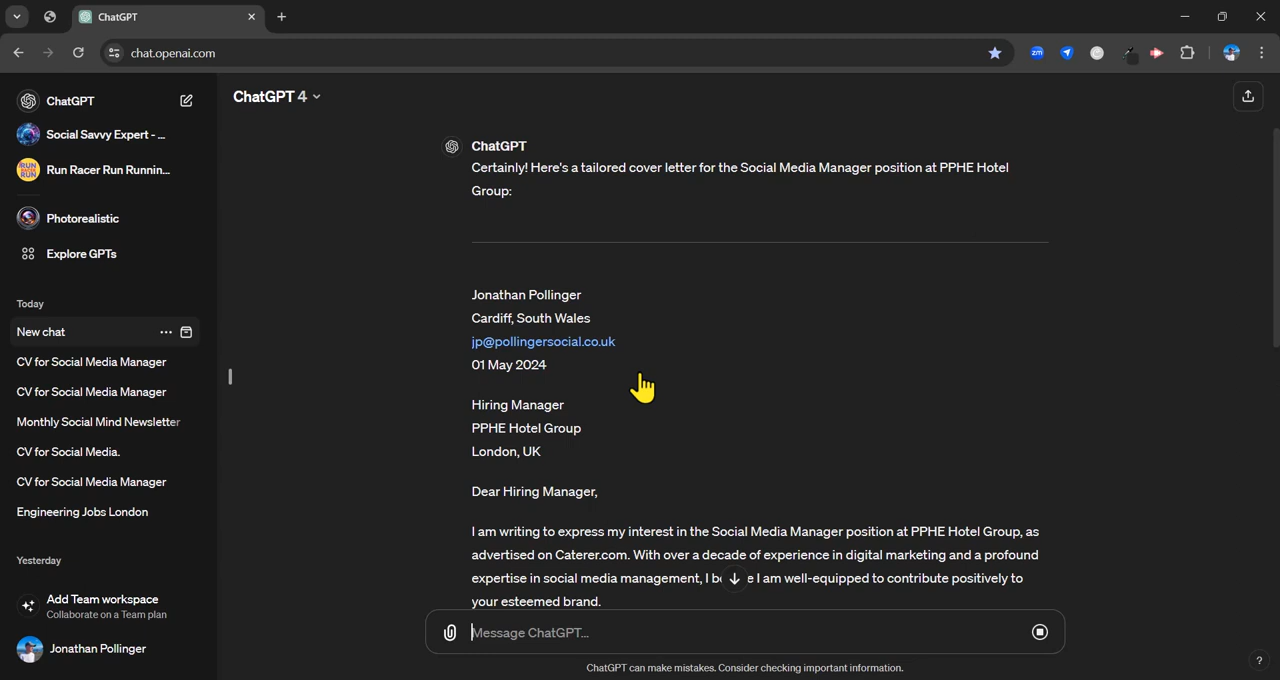 ChatGPT
chat.openai.com
zm
ChatGPT
Social Savvy Expert - ...
RUN RACER RUN
Run Racer Run Runnin...
Photorealistic
Explore GPTs
Today
New chat
CV for Social Media Manager
CV for Social Media Manager
Monthly Social Mind Newsletter
CV for Social Media.
CV for Social Media Manager
Engineering Jobs London
Yesterday
Add Team workspace
Collaborate on a Team plan
Jonathan Pollinger
ChatGPT 4
ChatGPT
Certainly! Here's a tailored cover letter for the Social Media Manager position at PPHE Hotel
Group:
Jonathan Pollinger
Cardiff, South Wales
jp@pollingersocial.co.uk
01 May 2024
Hiring Manager
PPHE Hotel Group
London, UK
Dear Hiring Manager,
I am writing to express my interest in the Social Media Manager position at PPHE Hotel Group, as
advertised on Caterer.com. With over a decade of experience in digital marketing and a profound
expertise in social media management, I be e I am well-equipped to contribute positively to
your esteemed brand.
Message ChatGPT...
ChatGPT can make mistakes. Consider checking important information.
?